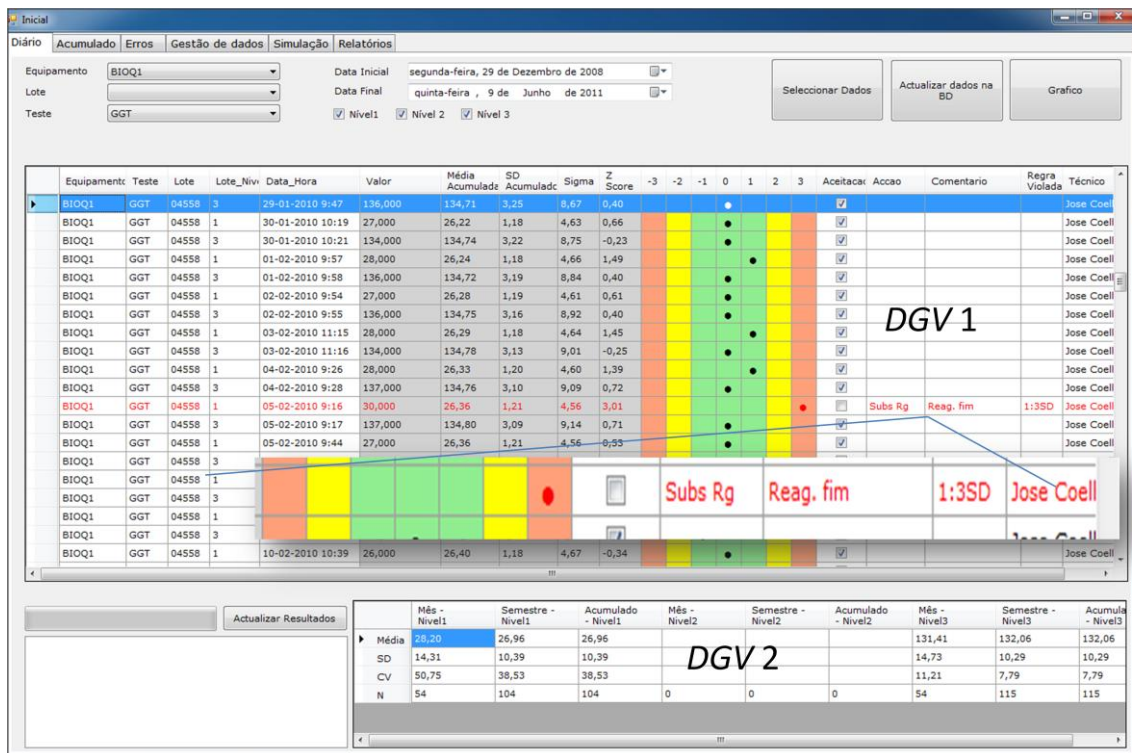 Inicial
Diário Acumulado Erros Gestão de dados Simulação Relatórios
Equipamento BIOQ1 Data Inicial segunda-feira, 29 de Dezembro de 2008
Lote Data Final quinta-feira , 9 de Junho de 2011
Teste GGT Nível1 Nível 2 Nível 3
Seleccionar Dados Actualizar dados na BD Grafico
Equipamento Teste Lote Lote_Nive Data_Hora Valor Média Acumulada SD Acumulado Sigma Z Score -3 -2 -1 0 1 2 3 Aceitacao Accao Comentario Regra Violada Técnico
BIOQ1 GGT 04558 3 29-01-2010 9:47 136,000 134,71 3,25 8,67 0,40 Jose Coell
BIOQ1 GGT 04558 1 30-01-2010 10:19 27,000 26,22 1,18 4,63 0,66 Jose Coell
BIOQ1 GGT 04558 3 30-01-2010 10:21 134,000 134,74 3,22 8,75 -0,23 Jose Coell
BIOQ1 GGT 04558 1 01-02-2010 9:57 28,000 26,24 1,18 4,66 1,49 Jose Coell
BIOQ1 GGT 04558 3 01-02-2010 9:58 136,000 134,72 3,19 8,84 0,40 Jose Coell
BIOQ1 GGT 04558 1 02-02-2010 9:54 27,000 26,28 1,19 4,61 0,61 Jose Coell
BIOQ1 GGT 04558 3 02-02-2010 9:55 136,000 134,75 3,16 8,92 0,40 Jose Coell
BIOQ1 GGT 04558 1 03-02-2010 11:15 28,000 26,29 1,18 4,64 1,45 Jose Coell
DGV 1
BIOQ1 GGT 04558 3 03-02-2010 11:16 134,000 134,78 3,13 9,01 -0,25 Jose Coell
BIOQ1 GGT 04558 1 04-02-2010 9:26 28,000 26,33 1,20 4,60 1,39 Jose Coell
BIOQ1 GGT 04558 3 04-02-2010 9:28 137,000 134,76 3,10 9,09 0,72 Jose Coell
BIOQ1 GGT 04558 1 05-02-2010 9:16 30,000 26,36 1,21 4,56 3,01 Subs Rg Reag. fim 1:3SD Jose Coell
BIOQ1 GGT 04558 3 05-02-2010 9:17 137,000 134,80 3,09 9,14 0,71 Jose Coell
BIOQ1 GGT 04558 1 05-02-2010 9:44 27,000 26,36 1,21 4,56 0,53 Jose Coell
BIOQ1 GGT 04558 3
BIOQ1 GGT 04558 1
Subs Rg Reag. fim 1:3SD Jose Coell
BIOQ1 GGT 04558 3
BIOQ1 GGT 04558 1
BIOQ1 GGT 04558 3
BIOQ1 GGT 04558 1 10-02-2010 10:39 26,000 26,40 1,18 4,67 -0,34 Jose Coell
Actualizar Resultados
Mês - Nivel1 Semestre - Nivel1 Acumulado - Nivel1 Mês - Nivel2 Semestre - Nivel2 Acumulado - Nivel2 Mês - Nivel3 Semestre - Nivel3 Acumula - Nivel3
Média 28,20 26,96 26,96 131,41 132,06 132,06
DGV 2
SD 14,31 10,39 10,39 14,73 10,29 10,29
CV 50,75 38,53 38,53 11,21 7,79 7,79
N 54 104 104 0 0 0 54 115 115